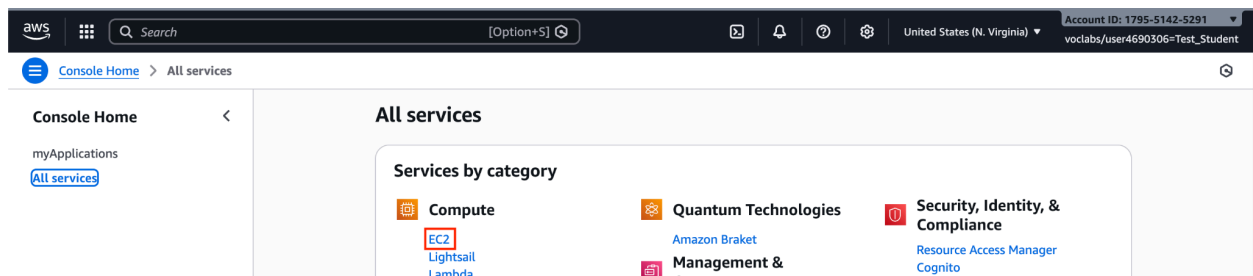 aws
Search
[Option+S]
United States (N. Virginia) ▼
Account ID: 1795-5142-5291 ▼
voclabs/user4690306=Test_Student
Console Home > All services
Console Home
myApplications
All services
All services
Services by category
Compute
EC2
Lightsail
Lambda
Quantum Technologies
Amazon Braket
Management &
Security, Identity, &
Compliance
Resource Access Manager
Cognito